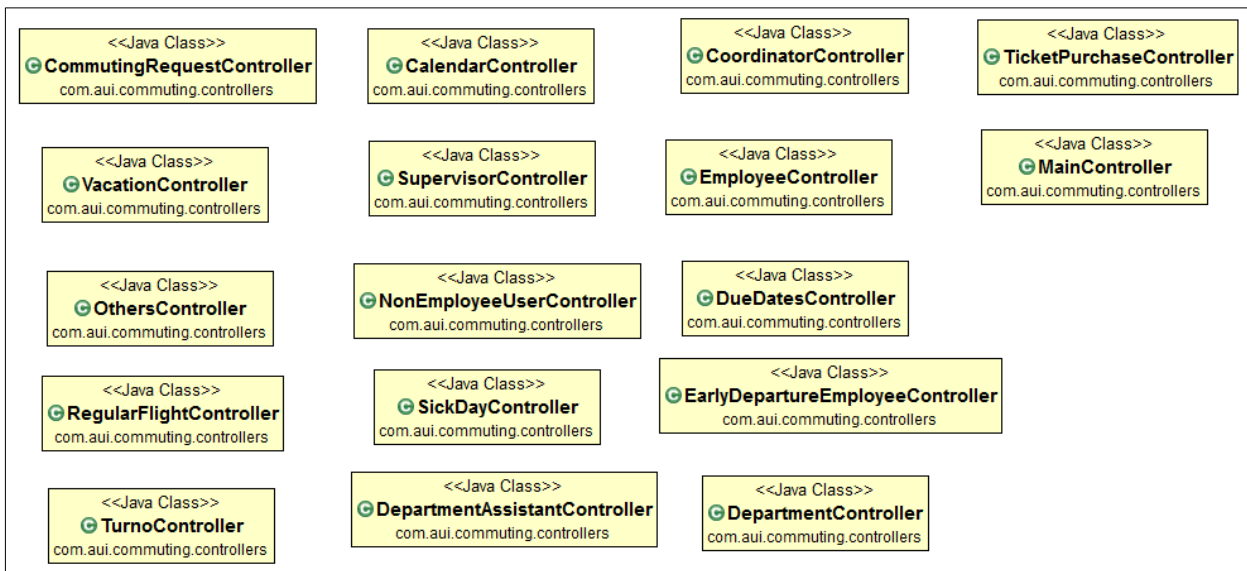 <<Java Class>>
CommutingRequestController
com.aui.commuting.controllers
<<Java Class>>
CalendarController
com.aui.commuting.controllers
<<Java Class>>
CoordinatorController
com.aui.commuting.controllers
<<Java Class>>
TicketPurchaseController
com.aui.commuting.controllers
<<Java Class>>
VacationController
com.aui.commuting.controllers
<<Java Class>>
SupervisorController
com.aui.commuting.controllers
<<Java Class>>
EmployeeController
com.aui.commuting.controllers
<<Java Class>>
MainController
com.aui.commuting.controllers
<<Java Class>>
OthersController
com.aui.commuting.controllers
<<Java Class>>
NonEmployeeUserController
com.aui.commuting.controllers
<<Java Class>>
DueDatesController
com.aui.commuting.controllers
<<Java Class>>
RegularFlightController
com.aui.commuting.controllers
<<Java Class>>
SickDayController
com.aui.commuting.controllers
<<Java Class>>
EarlyDepartureEmployeeController
com.aui.commuting.controllers
<<Java Class>>
TurnoController
com.aui.commuting.controllers
<<Java Class>>
DepartmentAssistantController
com.aui.commuting.controllers
<<Java Class>>
DepartmentController
com.aui.commuting.controllers